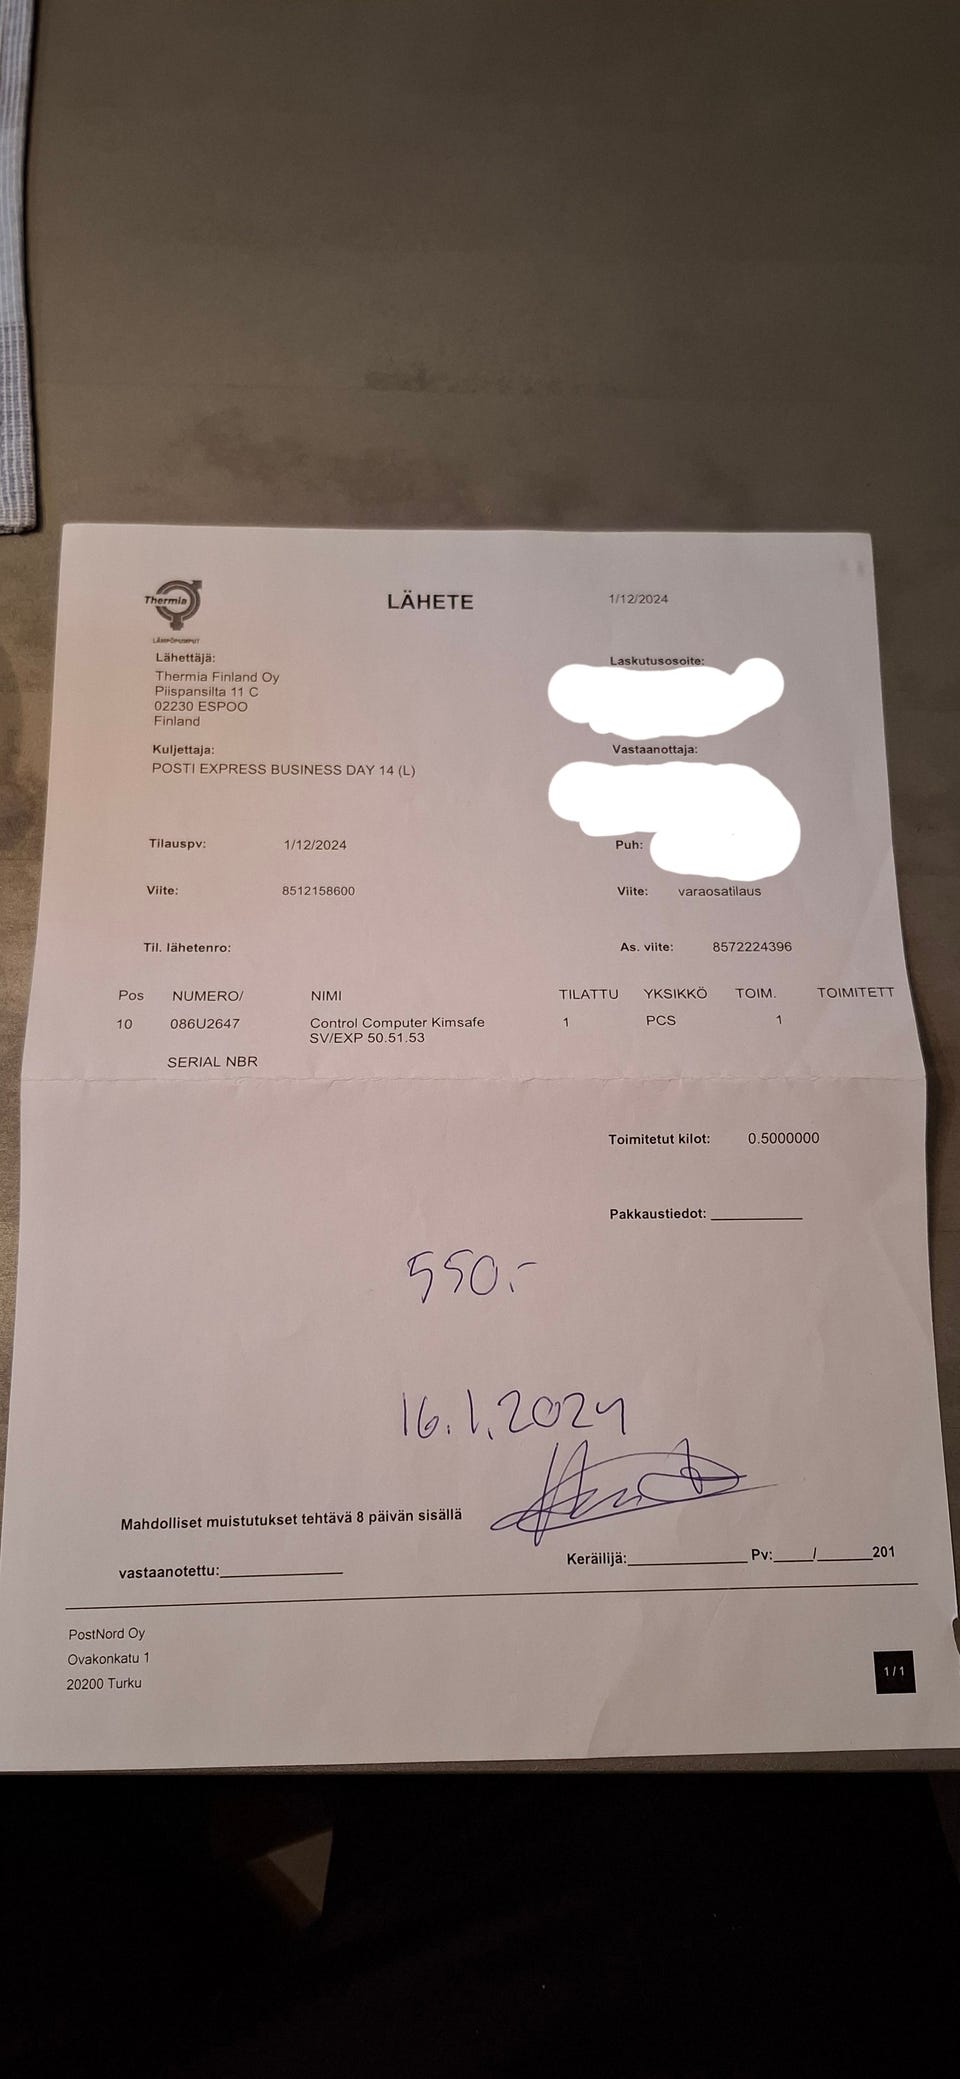 Thermia
LÄMPÖPUMPUT
LÄHETE
1/12/2024
Lähettäjä:
Thermia Finland Oy
Piispansilta 11 C
02230 ESPOO
Finland
Laskutusosoite:
Kuljettaja:
POSTI EXPRESS BUSINESS DAY 14 (L)
Vastaanottaja:
Tilauspv: 1/12/2024
Puh:
Viite: 8512158600
Viite: varaosatilaus
Til. lähetenro:
As. viite: 8572224396
Pos NUMERO/ NIMI TILATTU YKSIKKÖ TOIM. TOIMITETT
10 086U2647 Control Computer Kimsafe 1 PCS 1
SV/EXP 50.51.53
SERIAL NBR
Toimitetut kilot: 0.5000000
Pakkaustiedot:
550.-
16.1.2024
Mahdolliset muistutukset tehtävä 8 päivän sisällä
vastaanotettu:
Keräilijä: Pv: / 201
PostNord Oy
Ovakonkatu 1
20200 Turku
1/1